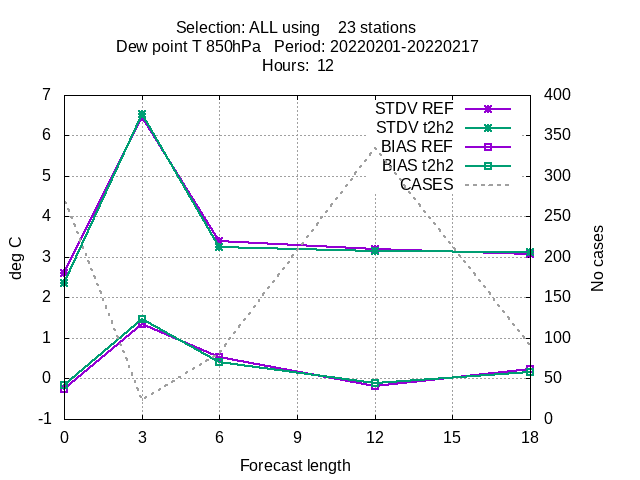 Selection: ALL using    23 stations
Dew point T 850hPa   Period: 20220201-20220217
Hours: 12
7
6
5
4
3
2
1
0
-1
deg C
400
350
300
250
200
150
100
50
0
No cases
STDV REF
STDV t2h2
BIAS REF
BIAS t2h2
CASES
0 3 6 9 12 15 18
Forecast length